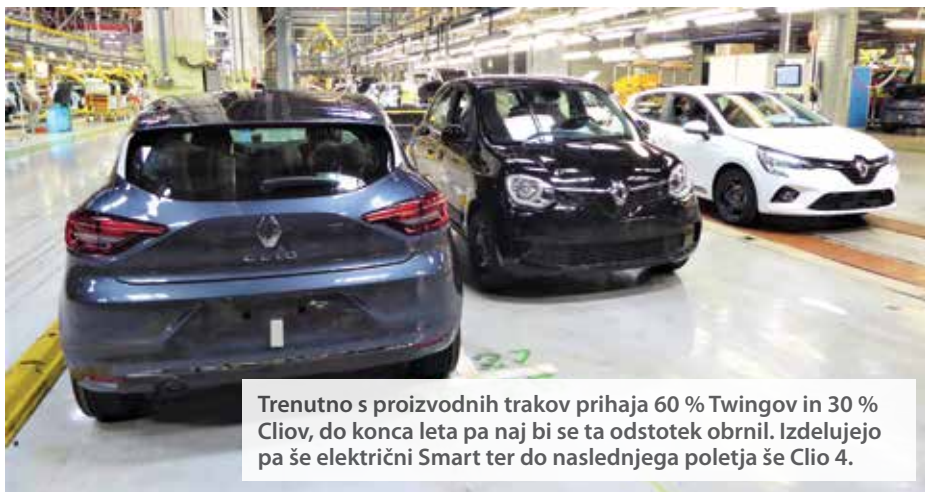 CLIO
Trenutno s proizvodnih trakov prihaja 60 % Twingov in 30 %
Cliov, do konca leta pa naj bi se ta odstotek obrnil. Izdelujejo
pa še električni Smart ter do naslednjega poletja še Clio 4.